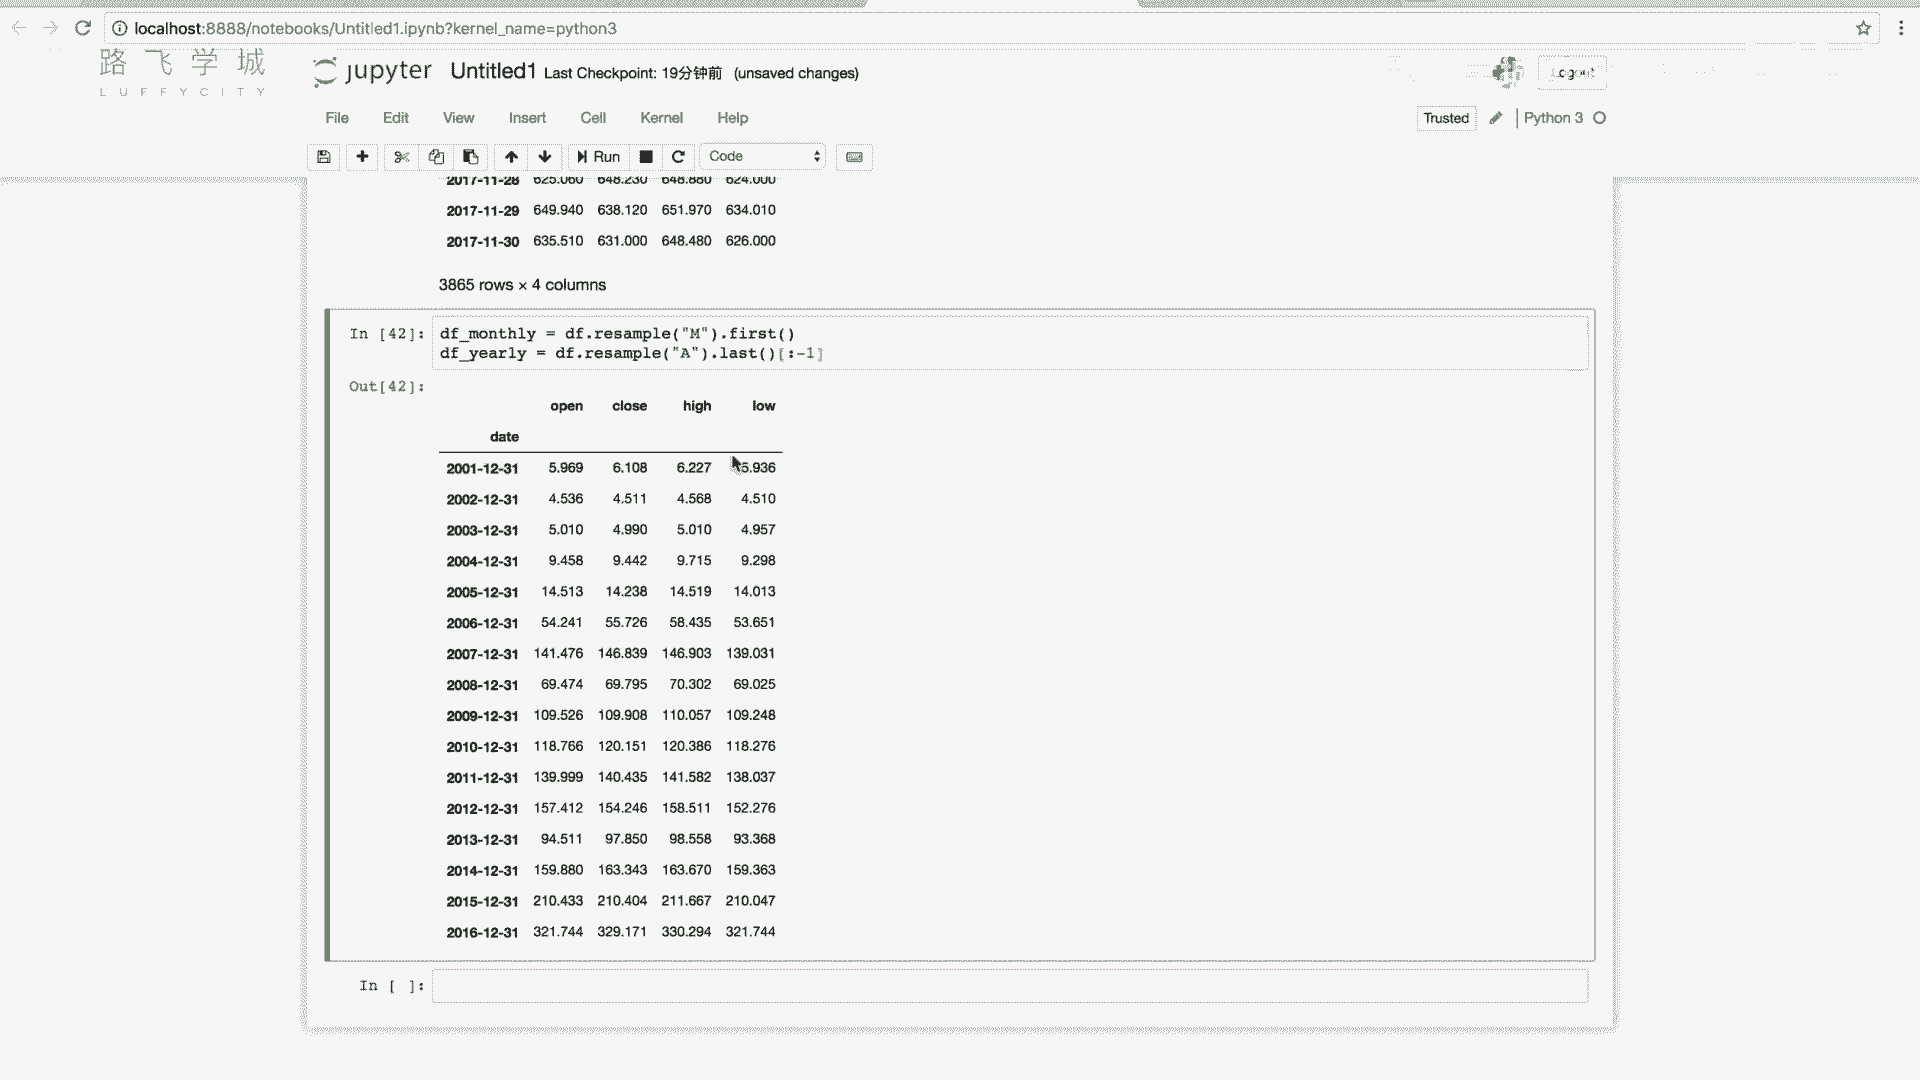 localhost:8888/notebooks/Untitled1.ipynb?kernel_name=python3
路飞学城
LUFFYCITY
jupyter Untitled1 Last Checkpoint: 19分钟前 (unsaved changes)
Logout
File Edit View Insert Cell Kernel Help
Trusted Python 3
Run Code
2017-11-28 625.060 648.230 648.880 624.000
2017-11-29 649.940 638.120 651.970 634.010
2017-11-30 635.510 631.000 648.480 626.000
3865 rows × 4 columns
In [42]: df_monthly = df.resample("M").first()
df_yearly = df.resample("A").last()[:-1]
Out[42]:
open close high low
date
2001-12-31 5.969 6.108 6.227 5.936
2002-12-31 4.536 4.511 4.568 4.510
2003-12-31 5.010 4.990 5.010 4.957
2004-12-31 9.458 9.442 9.715 9.298
2005-12-31 14.513 14.238 14.519 14.013
2006-12-31 54.241 55.726 58.435 53.651
2007-12-31 141.476 146.839 146.903 139.031
2008-12-31 69.474 69.795 70.302 69.025
2009-12-31 109.526 109.908 110.057 109.248
2010-12-31 118.766 120.151 120.386 118.276
2011-12-31 139.999 140.435 141.582 138.037
2012-12-31 157.412 154.246 158.511 152.276
2013-12-31 94.511 97.850 98.558 93.368
2014-12-31 159.880 163.343 163.670 159.363
2015-12-31 210.433 210.404 211.667 210.047
2016-12-31 321.744 329.171 330.294 321.744
In [ ]: